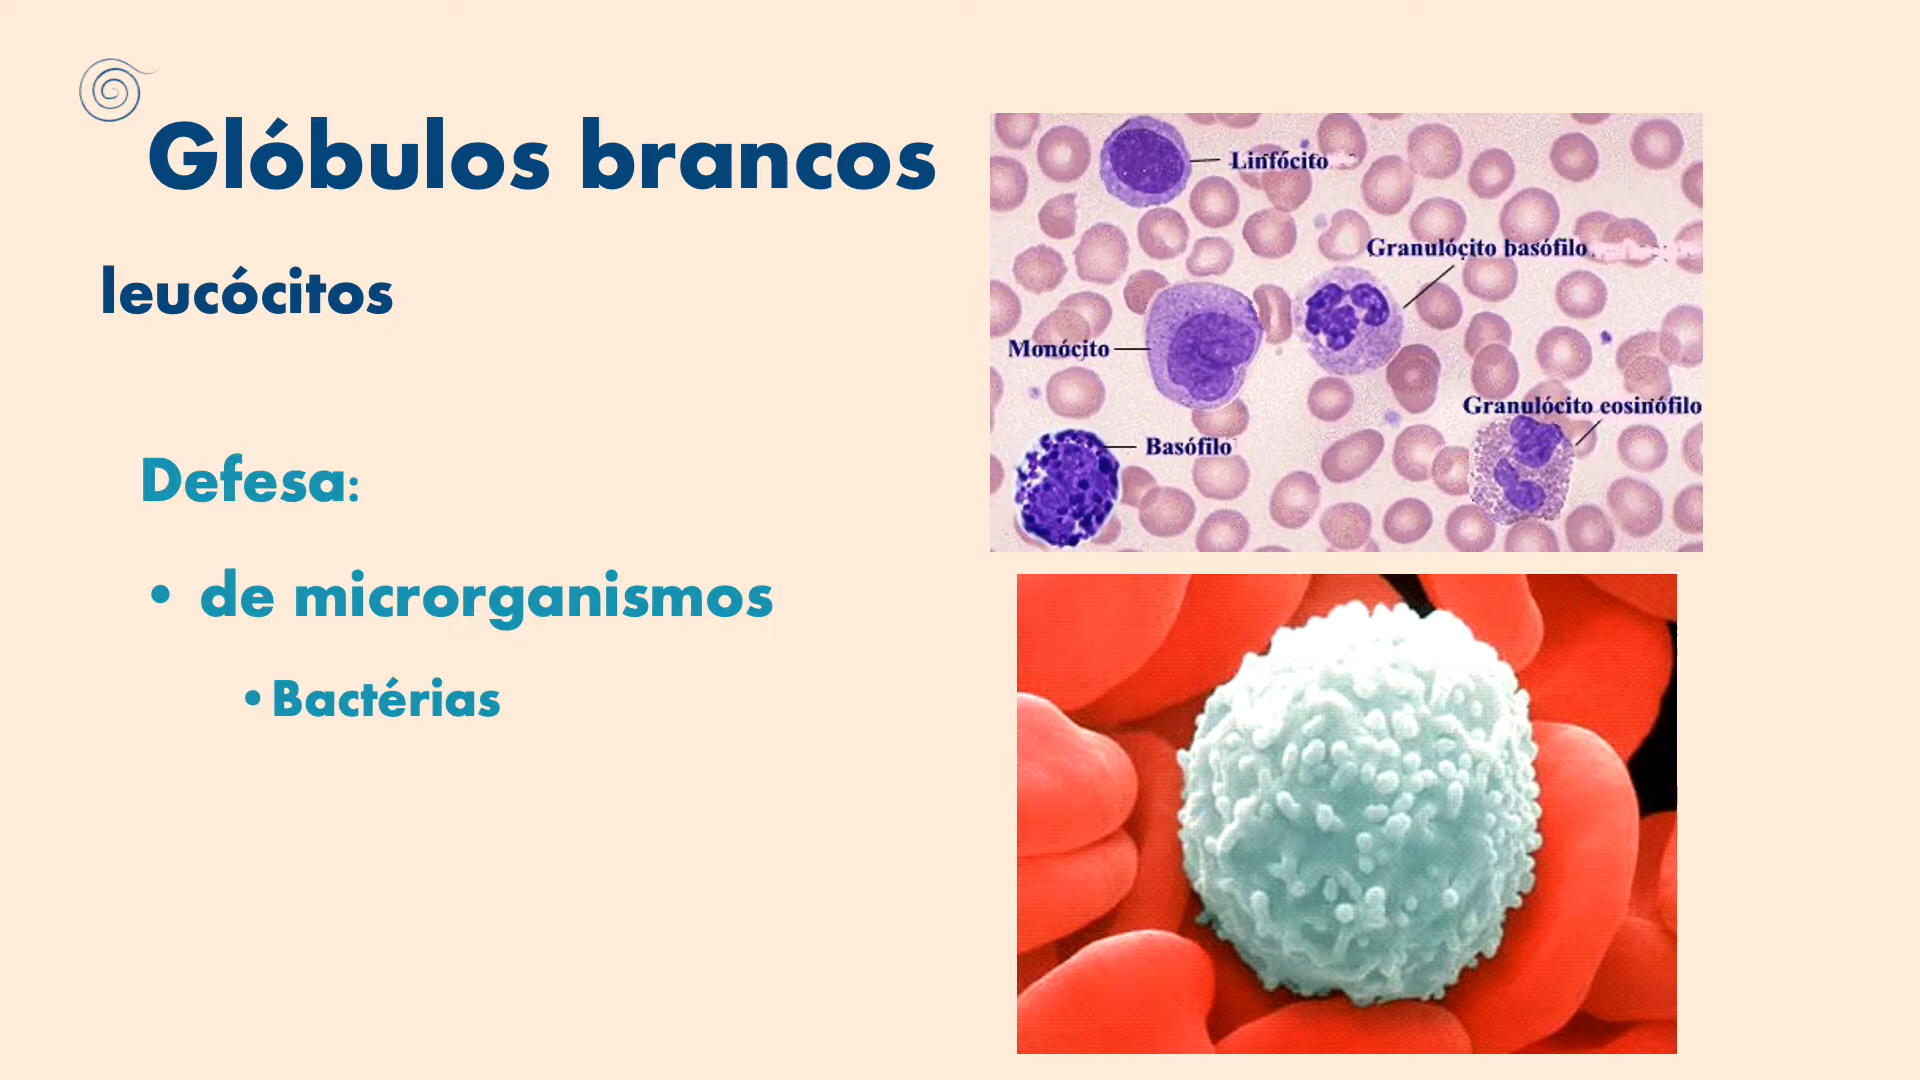 Glóbulos brancos
leucócitos
Defesa:
• de microrganismos
• Bactérias
Linfócito
Granulócito basófilo
Monócito
Granulócito eosinófilo
Basófilo